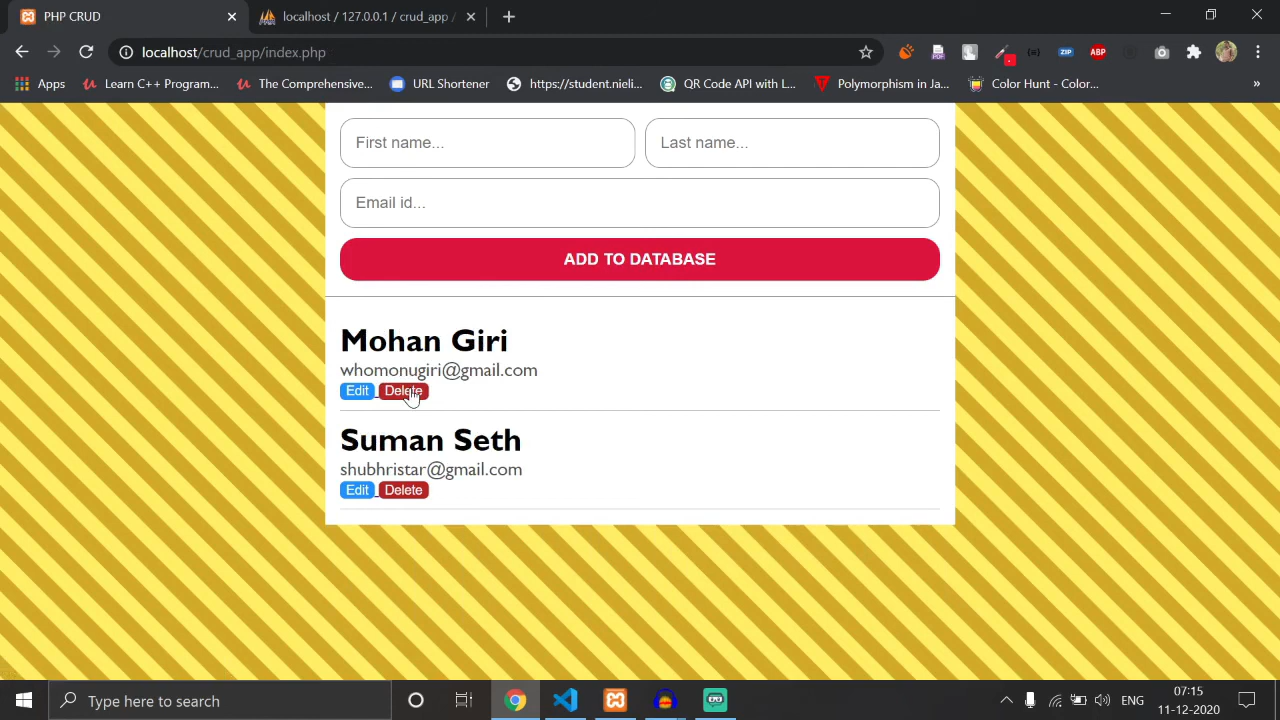 PHP CRUD
localhost / 127.0.0.1 / crud_app /
localhost/crud_app/index.php
Apps
Learn C++ Program...
The Comprehensive...
URL Shortener
https://student.nieli...
QR Code API with L...
Polymorphism in Ja...
Color Hunt - Color...
»
First name...
Last name...
Email id...
ADD TO DATABASE
Mohan Giri
whomonugiri@gmail.com
Edit Delete
Suman Seth
shubhristar@gmail.com
Edit Delete
Type here to search
ENG
07:15
11-12-2020
PDF
ZIP
ABP